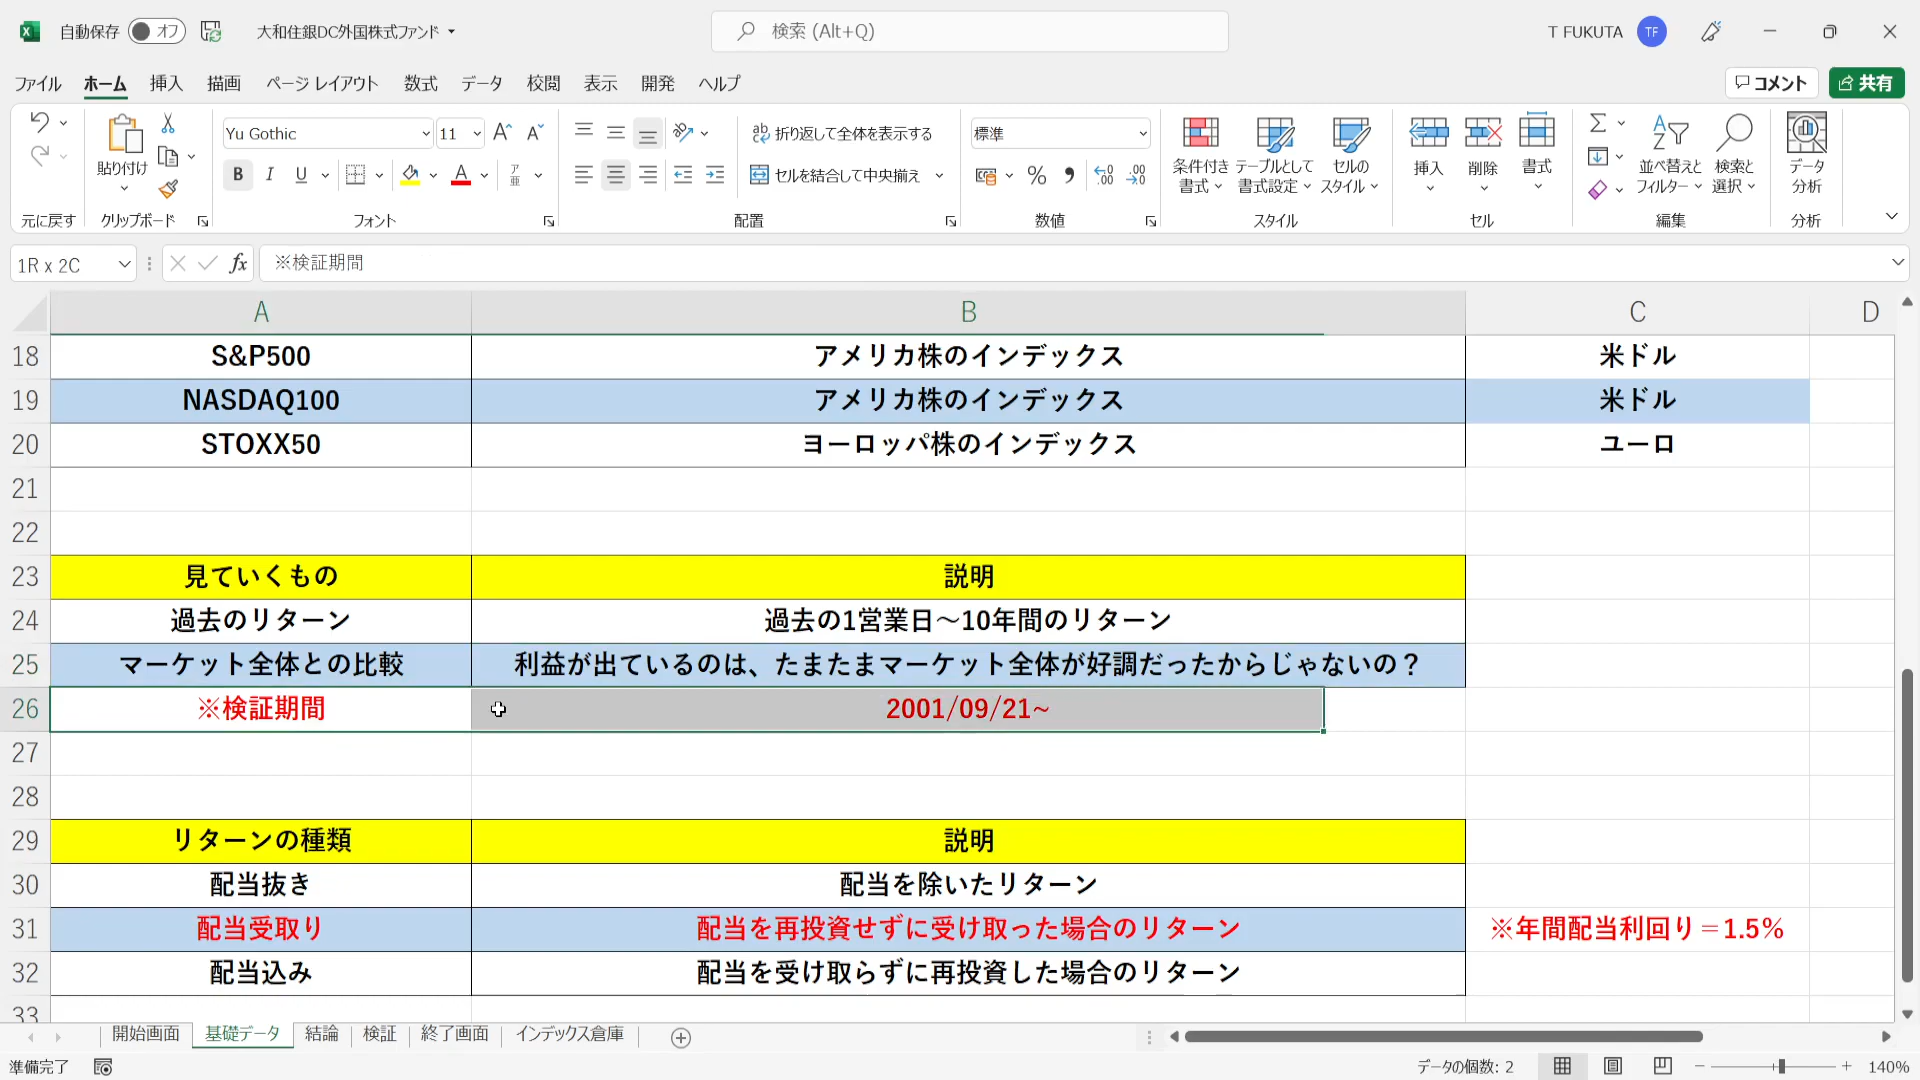 自動保存 オフ 大和住銀DC外国株式ファンド 検索 (Alt+Q) T FUKUTA TF
ファイル ホーム 挿入 描画 ページ レイアウト 数式 データ 校閲 表示 開発 ヘルプ コメント 共有
貼り付け Yu Gothic 11 折り返して全体を表示する 標準
B I U A セルを結合して中央揃え % 条件付き書式 テーブルとして書式設定 セルのスタイル 挿入 削除 書式 並べ替えとフィルター 検索と選択 データ分析
元に戻す クリップボード フォント 配置 数値 スタイル セル 編集 分析
1R x 2C fx ※検証期間
A B C D
18 S&P500 アメリカ株のインデックス 米ドル
19 NASDAQ100 アメリカ株のインデックス 米ドル
20 STOXX50 ヨーロッパ株のインデックス ユーロ
21
22
23 見ていくもの 説明
24 過去のリターン 過去の1営業日～10年間のリターン
25 マーケット全体との比較 利益が出ているのは、たまたまマーケット全体が好調だったからじゃないの？
26 ※検証期間 2001/09/21~
27
28
29 リターンの種類 説明
30 配当抜き 配当を除いたリターン
31 配当受取り 配当を再投資せずに受け取った場合のリターン ※年間配当利回り＝1.5%
32 配当込み 配当を受け取らずに再投資した場合のリターン
33
開始画面 基礎データ 結論 検証 終了画面 インデックス倉庫
準備完了 データの個数: 2 140%